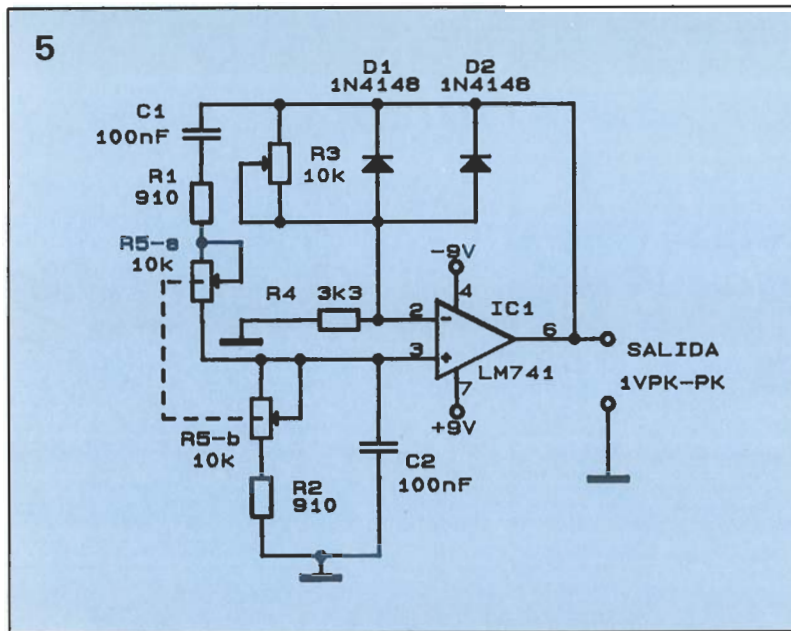 5
D1
1N4148
D2
1N4148
C1
100nF
R1
910
R3
10k
R5-a
10k
R4 3K3
-9V
4
IC1
2
-
6
3
+
LM741
7
+9V
SALIDA
1VPK-PK
R5-b
10k
C2
100nF
R2
910